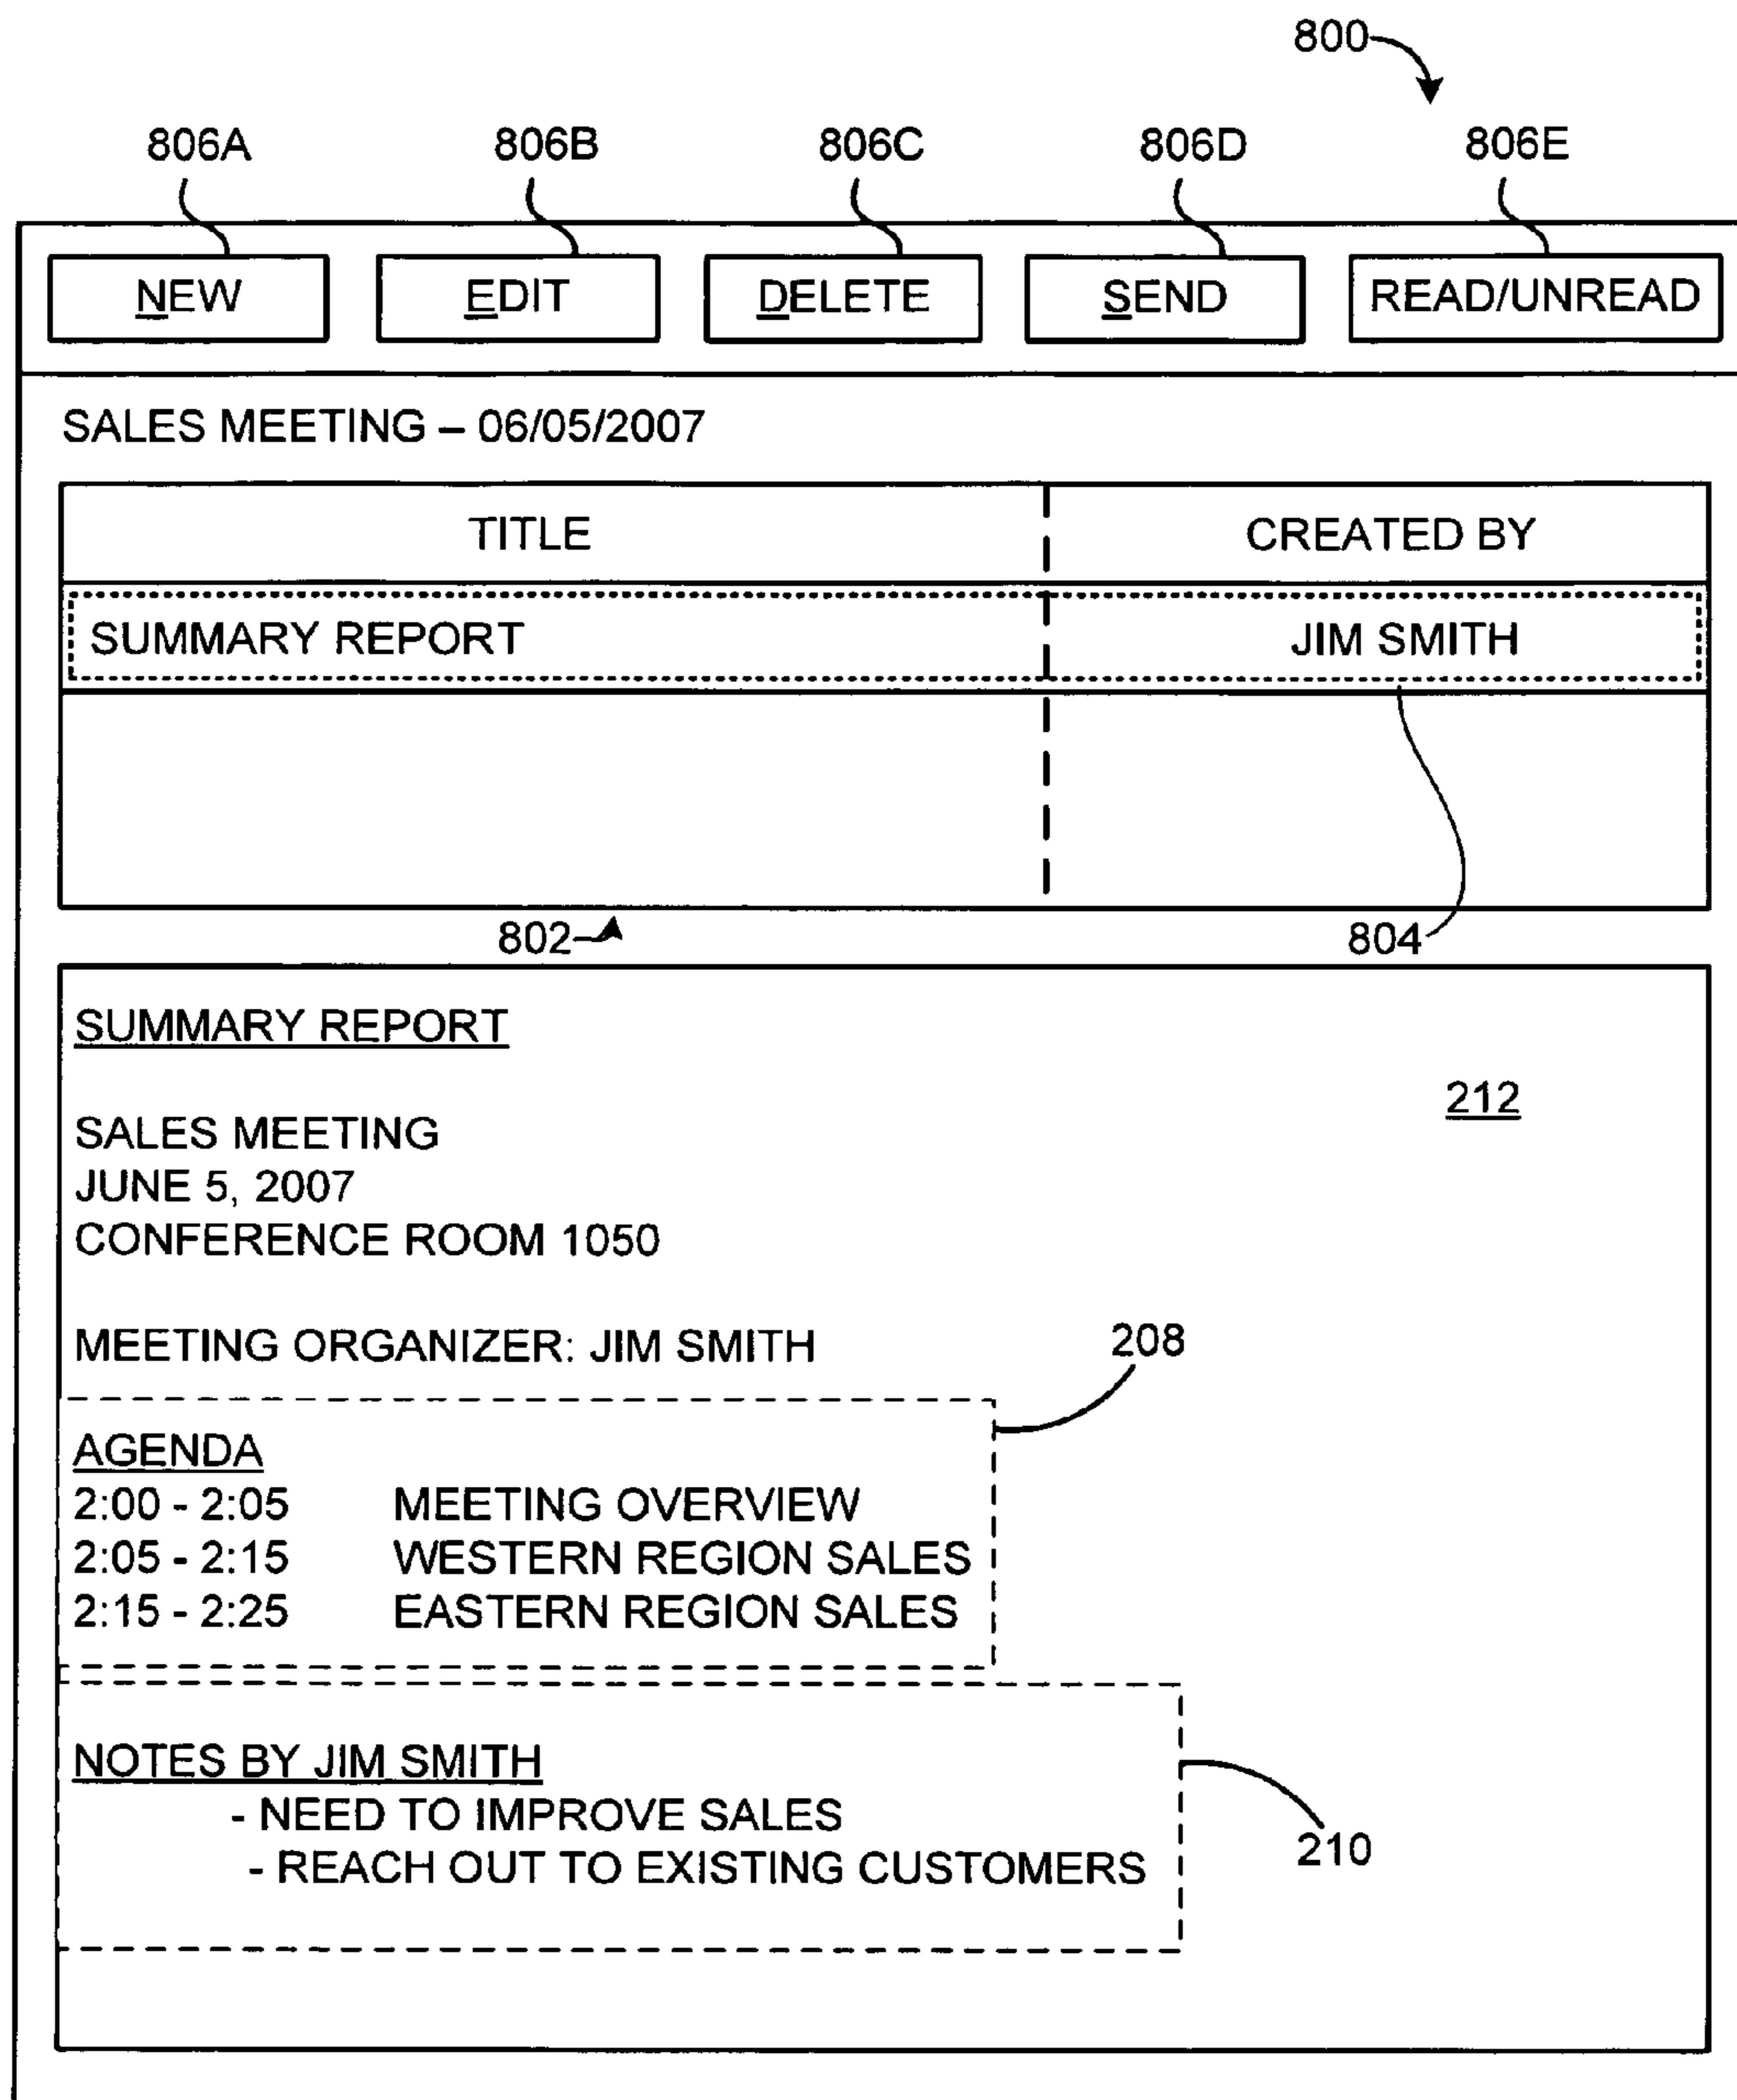 800
806A 806B 806C 806D 806E
NEW EDIT DELETE SEND READ/UNREAD
SALES MEETING – 06/05/2007
TITLE CREATED BY
SUMMARY REPORT JIM SMITH
802 804
SUMMARY REPORT
212
SALES MEETING
JUNE 5, 2007
CONFERENCE ROOM 1050
MEETING ORGANIZER: JIM SMITH 208
AGENDA
2:00 - 2:05 MEETING OVERVIEW
2:05 - 2:15 WESTERN REGION SALES
2:15 - 2:25 EASTERN REGION SALES
NOTES BY JIM SMITH
- NEED TO IMPROVE SALES
- REACH OUT TO EXISTING CUSTOMERS 210